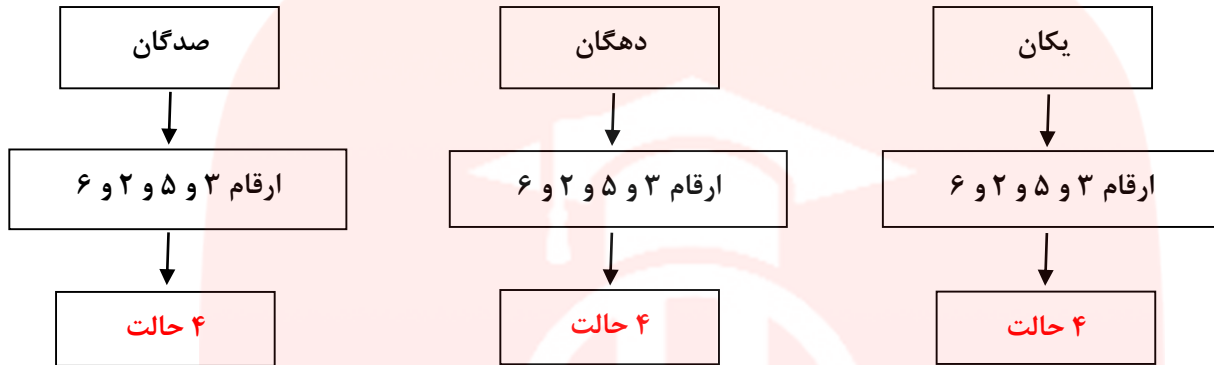 یکان دهگان صدگان
ارقام ۳ و ۵ و ۲ و ۶ ارقام ۳ و ۵ و ۲ و ۶ ارقام ۳ و ۵ و ۲ و ۶
۴ حالت ۴ حالت ۴ حالت